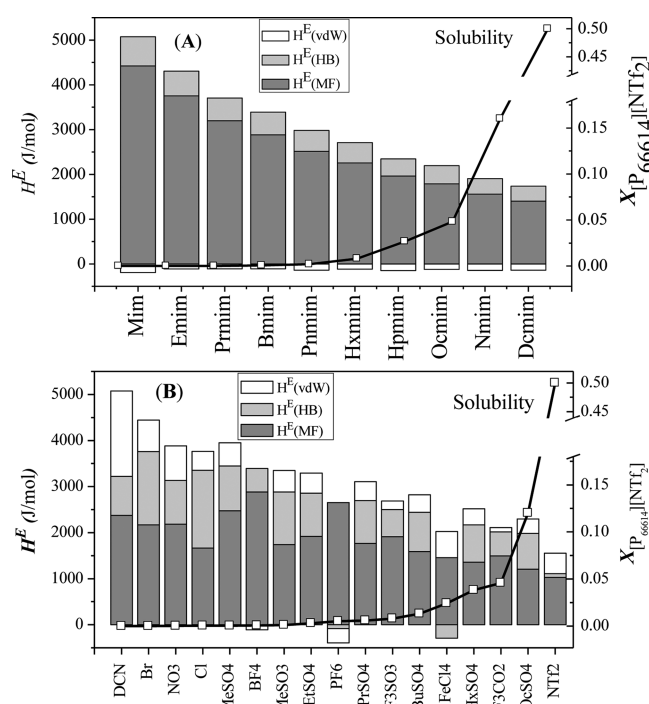 (A)
H^E(vdW)
H^E(HB)
H^E(MF)
Solubility
5000
4000
3000
2000
1000
0
H^E (J/mol)
0.50
0.45
0.15
0.10
0.05
0.00
X[P66614][NTf2]
Mim
Emim
Prmim
Bmim
Pnmim
Hxmim
Hpmim
Ocmim
Nmim
Dcmim
(B)
H^E(vdW)
H^E(HB)
H^E(MF)
Solubility
5000
4000
3000
2000
1000
0
H^E (J/mol)
0.50
0.45
0.15
0.10
0.05
0.00
X[P66614][NTf2]
DCN
Br
NO3
Cl
MeSO4
BF4
MeSO3
EtSO4
PF6
PrSO4
F3SO3
BuSO4
FeCl4
HxSO4
F3CO2
OcSO4
NTf2